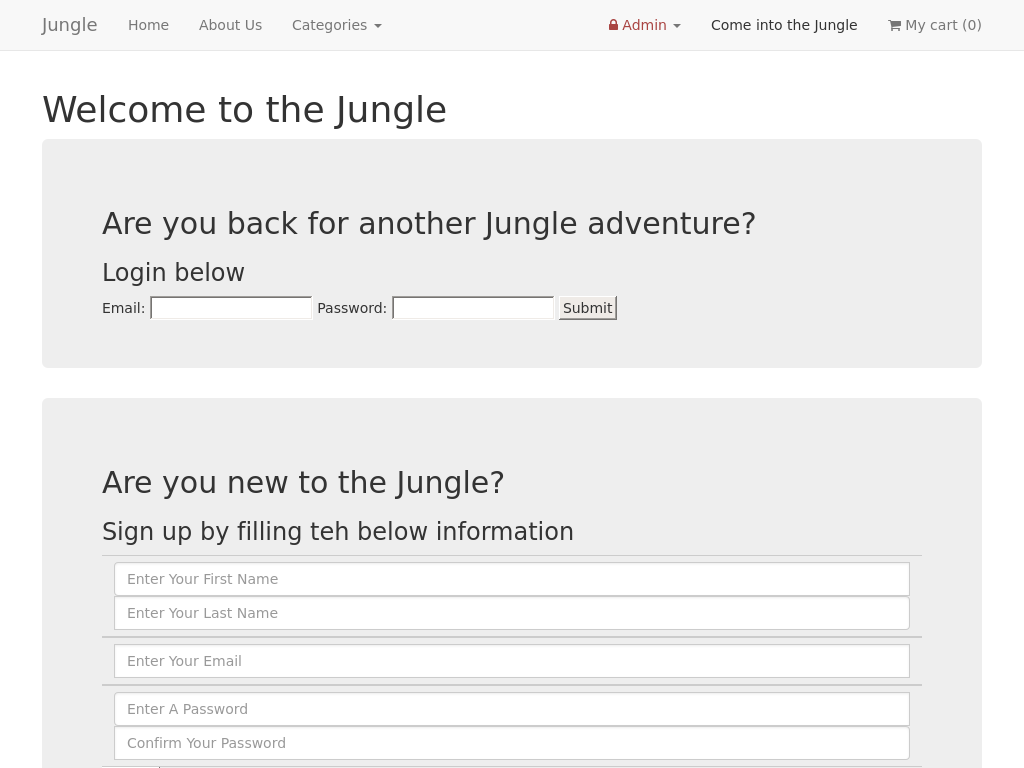 Jungle Home About Us Categories Admin Come into the Jungle My cart (0)
Welcome to the Jungle
Are you back for another Jungle adventure?
Login below
Email: Password: Submit
Are you new to the Jungle?
Sign up by filling teh below information
Enter Your First Name
Enter Your Last Name
Enter Your Email
Enter A Password
Confirm Your Password